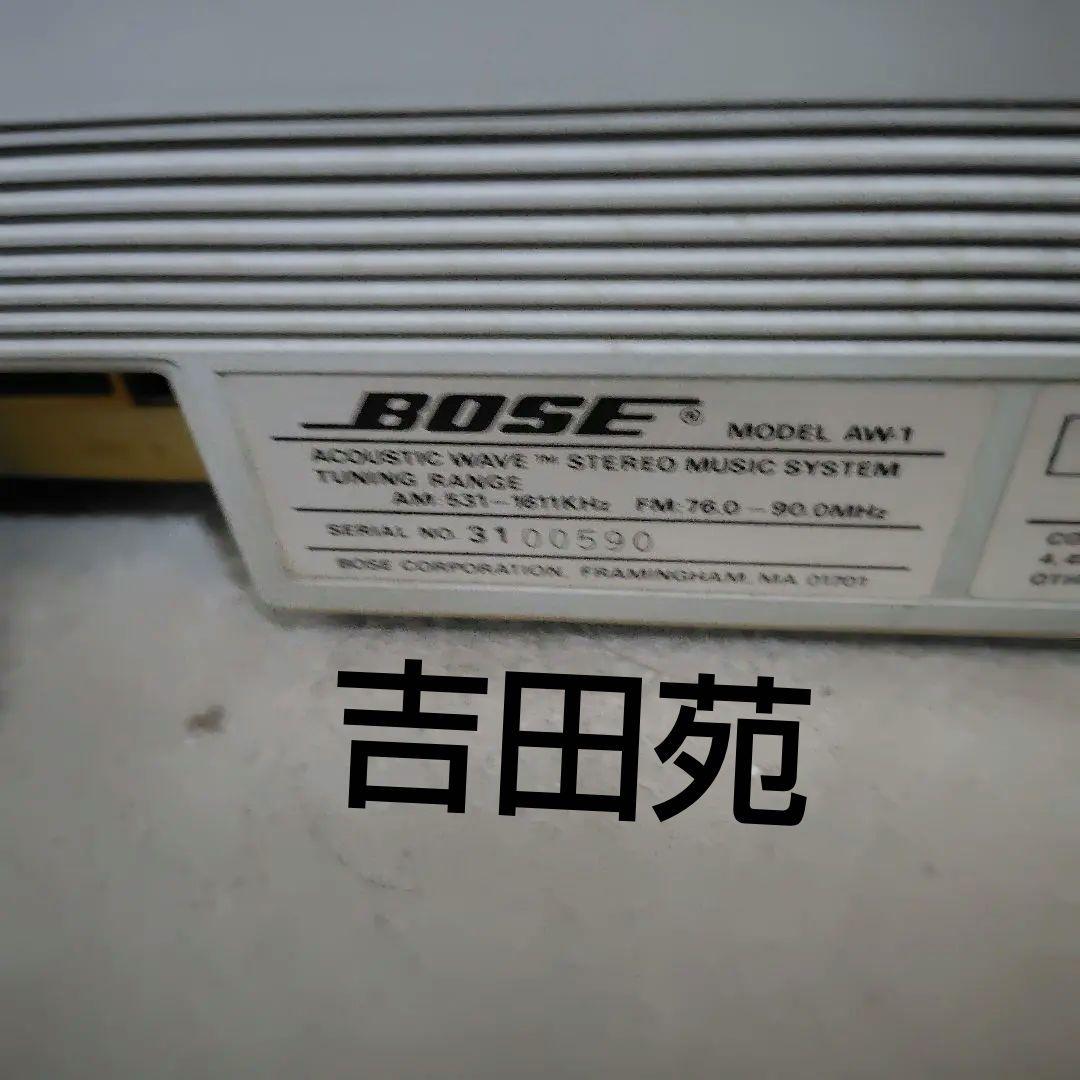 BOSE® MODEL AW-1
ACOUSTIC WAVE™ STEREO MUSIC SYSTEM
TUNING RANGE
AM: 531-1611KHz FM: 76.0-90.0MHz
SERIAL NO. 3100590
BOSE CORPORATION, FRAMINGHAM, MA 01701
吉田苑